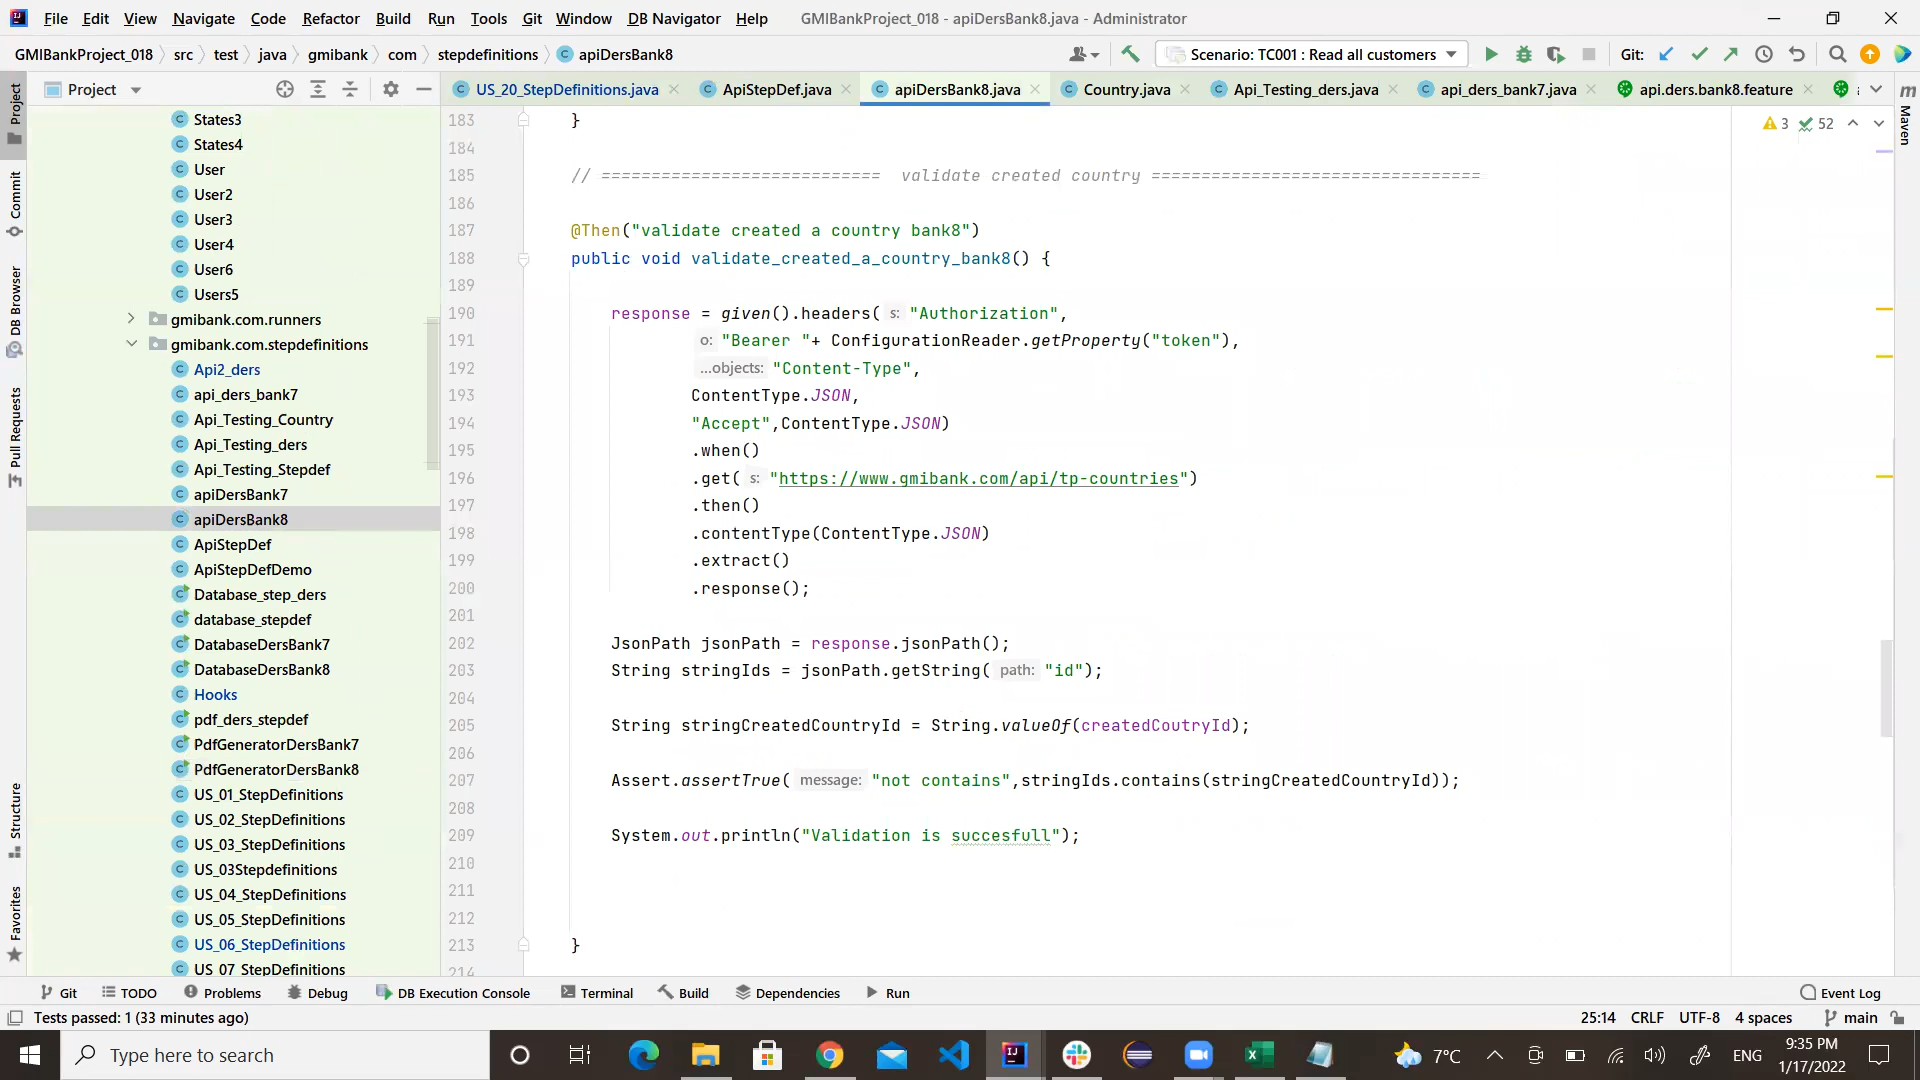 File Edit View Navigate Code Refactor Build Run Tools Git Window DB Navigator Help GMIBankProject_018 - apiDersBank8.java - Administrator
GMIBankProject_018 src test java gmibank com stepdefinitions apiDersBank8 Scenario: TC001 : Read all customers Git:
Project US_20_StepDefinitions.java ApiStepDef.java apiDersBank8.java Country.java Api_Testing_ders.java api_ders_bank7.java api.ders.bank8.feature
Project
Commit
DB Browser
Pull Requests
Structure
Favorites
Maven
States3
States4
User
User2
User3
User4
User6
Users5
gmibank.com.runners
gmibank.com.stepdefinitions
Api2_ders
api_ders_bank7
Api_Testing_Country
Api_Testing_ders
Api_Testing_Stepdef
apiDersBank7
apiDersBank8
ApiStepDef
ApiStepDefDemo
Database_step_ders
database_stepdef
DatabaseDersBank7
DatabaseDersBank8
Hooks
pdf_ders_stepdef
PdfGeneratorDersBank7
PdfGeneratorDersBank8
US_01_StepDefinitions
US_02_StepDefinitions
US_03_StepDefinitions
US_03Stepdefinitions
US_04_StepDefinitions
US_05_StepDefinitions
US_06_StepDefinitions
US_07_StepDefinitions
3 52
183 }
184
185 // ============================ validate created country =================================
186
187 @Then("validate created a country bank8")
188 public void validate_created_a_country_bank8() {
189
190 response = given().headers( s: "Authorization",
191 o: "Bearer "+ ConfigurationReader.getProperty("token"),
192 ...objects: "Content-Type",
193 ContentType.JSON,
194 "Accept",ContentType.JSON)
195 .when()
196 .get( s: "https://www.gmibank.com/api/tp-countries")
197 .then()
198 .contentType(ContentType.JSON)
199 .extract()
200 .response();
201
202 JsonPath jsonPath = response.jsonPath();
203 String stringIds = jsonPath.getString( path: "id");
204
205 String stringCreatedCountryId = String.valueOf(createdCoutryId);
206
207 Assert.assertTrue( message: "not contains",stringIds.contains(stringCreatedCountryId));
208
209 System.out.println("Validation is succesfull");
210
211
212
213 }
214
Git TODO Problems Debug DB Execution Console Terminal Build Dependencies Run Event Log
Tests passed: 1 (33 minutes ago) 25:14 CRLF UTF-8 4 spaces main
Type here to search 7°C ENG 9:35 PM
1/17/2022